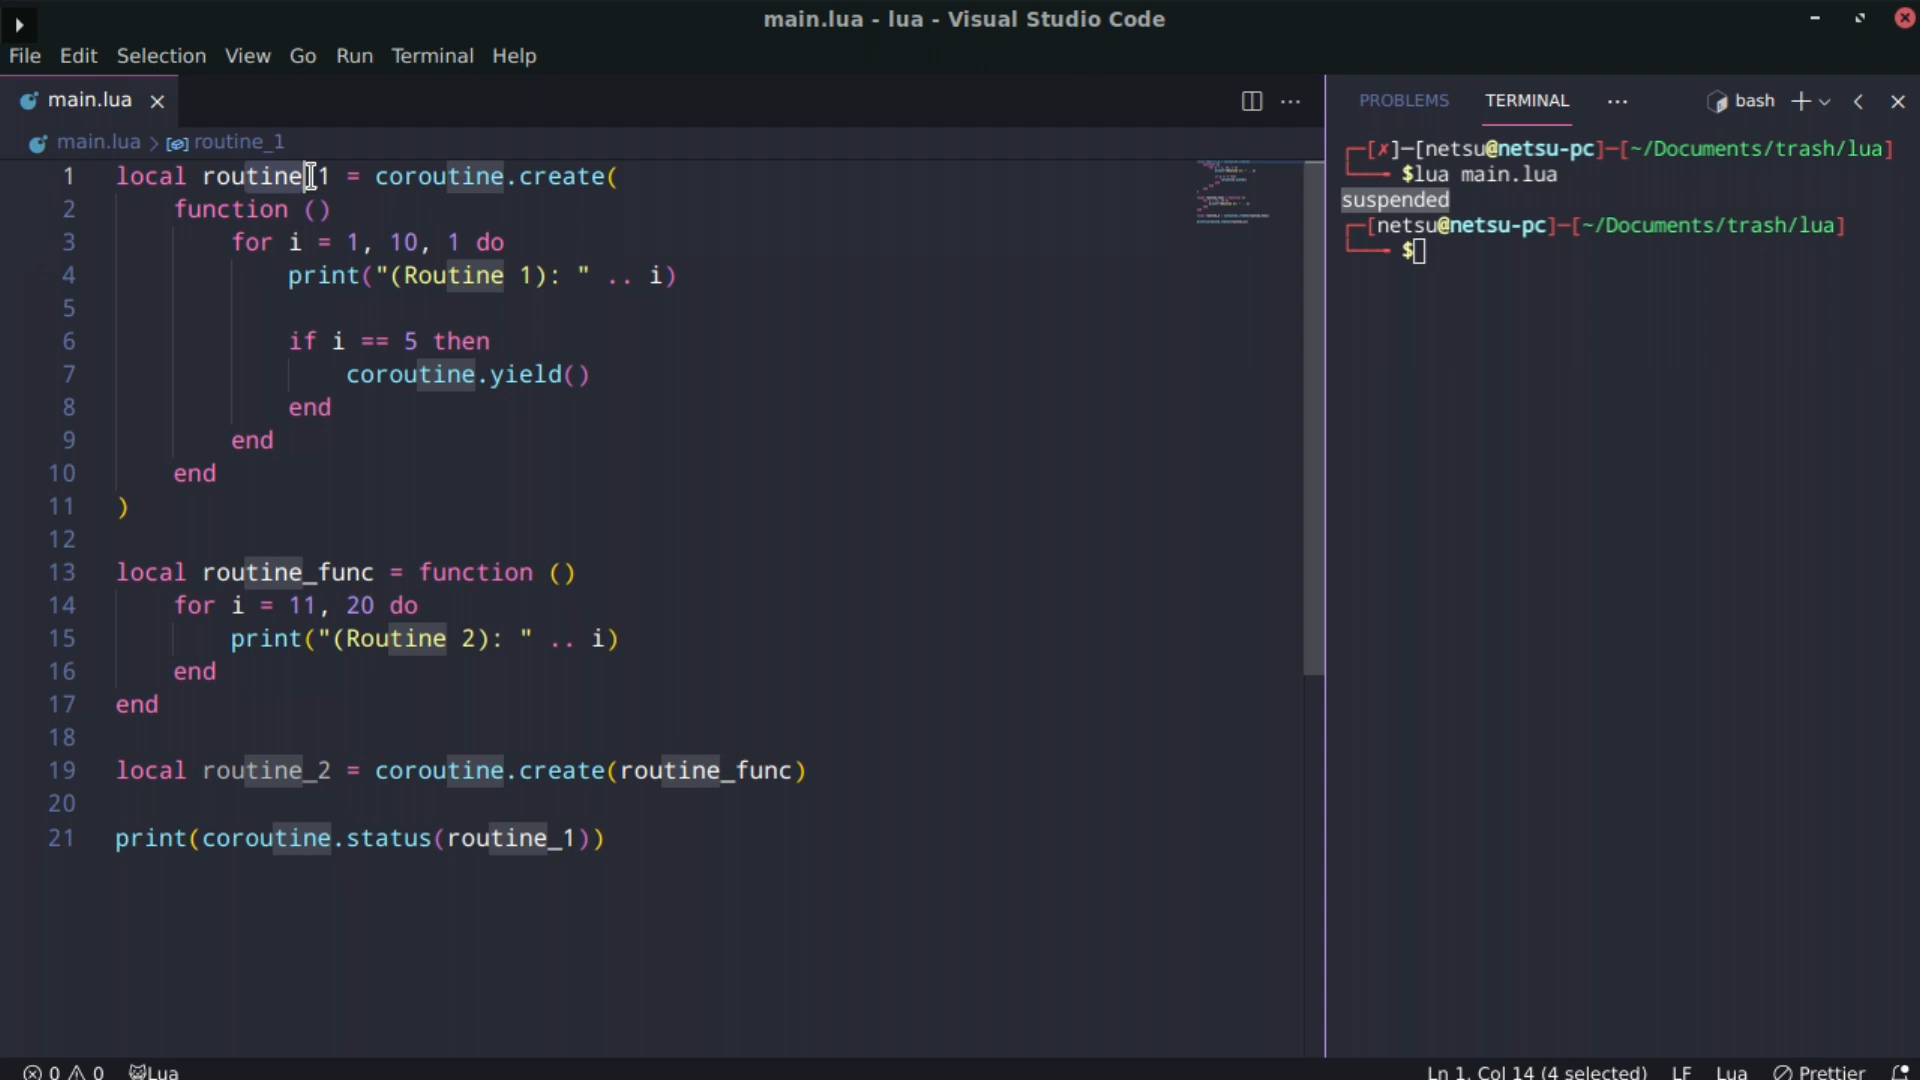 main.lua - lua - Visual Studio Code
File Edit Selection View Go Run Terminal Help
main.lua
main.lua > routine_1
1 local routine_1 = coroutine.create(
2     function ()
3         for i = 1, 10, 1 do
4             print("(Routine 1): " .. i)
5
6             if i == 5 then
7                 coroutine.yield()
8             end
9         end
10     end
11 )
12
13 local routine_func = function ()
14     for i = 11, 20 do
15         print("(Routine 2): " .. i)
16     end
17 end
18
19 local routine_2 = coroutine.create(routine_func)
20
21 print(coroutine.status(routine_1))
PROBLEMS TERMINAL ··· bash
[✗]─[netsu@netsu-pc]─[~/Documents/trash/lua]
$lua main.lua
suspended
[netsu@netsu-pc]─[~/Documents/trash/lua]
$
0 0 Lua Ln 1, Col 14 (4 selected) LF Lua Prettier